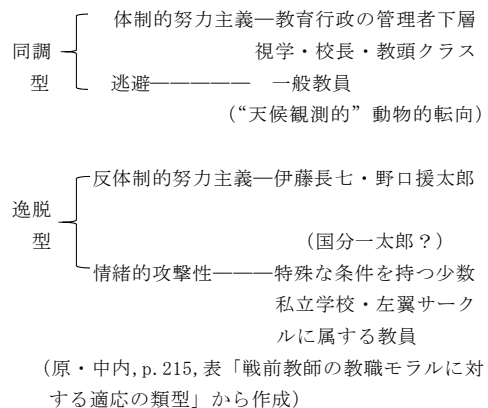 体制的努力主義―教育行政の管理者下層
同調
視学・校長・教頭クラス
型
逃避―――――一般教員
(“天候観測的”動物的転向)
反体制的努力主義―伊藤長七・野口援太郎
逸脱
型
(国分一太郎?)
情緒的攻撃性―――特殊な条件を持つ少数
私立学校・左翼サーク
ルに属する教員
(原・中内,p.215,表「戦前教師の教職モラルに対
する適応の類型」から作成)